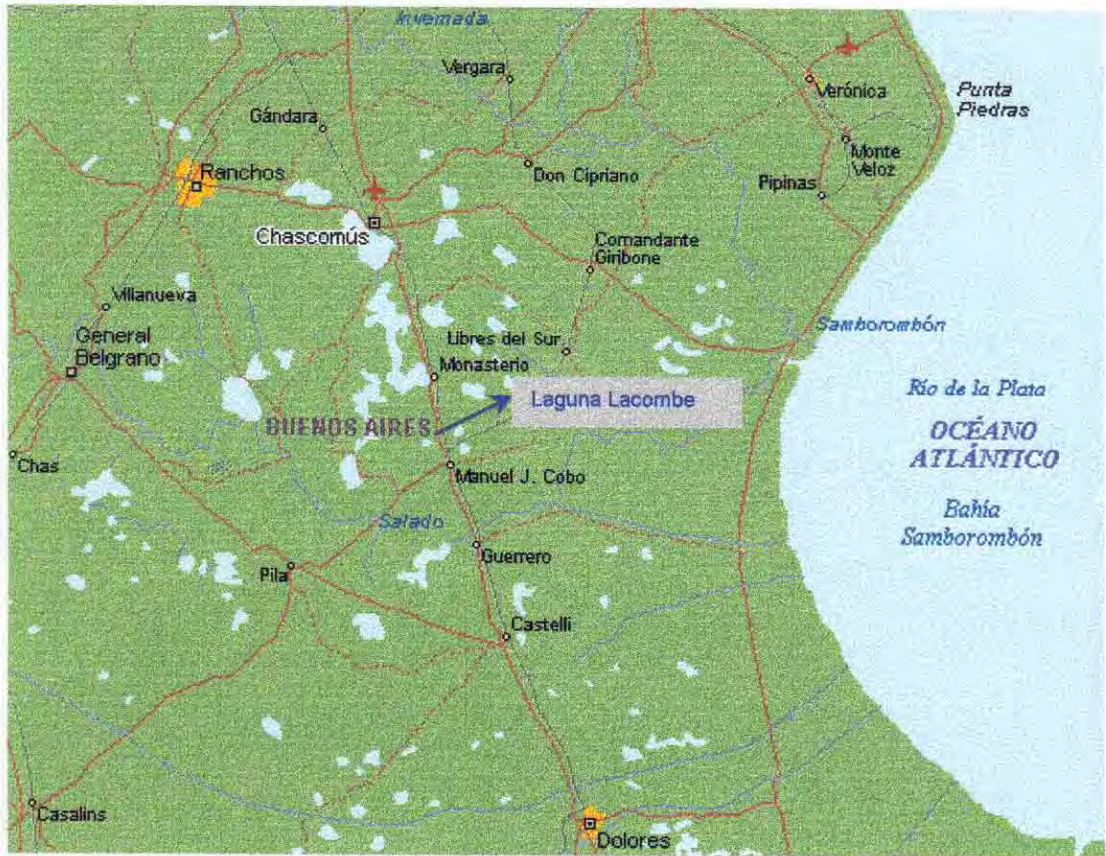 Invernada
Vergara
Verónica
Punta
Piedras
Gándara
Monte
Veloz
Ranchos
Don Cipriano
Pipinas
Chascomús
Comandante
Giribone
Villanueva
General
Belgrano
Samborombón
Libres del Sur
Monasterio
Laguna Lacombe
Río de la Plata
BUENOS AIRES
OCÉANO
ATLÁNTICO
Chas
Manuel J. Cobo
Bahía
Samborombón
Salado
Guerrero
Pila
Castelli
Casalins
Dolores